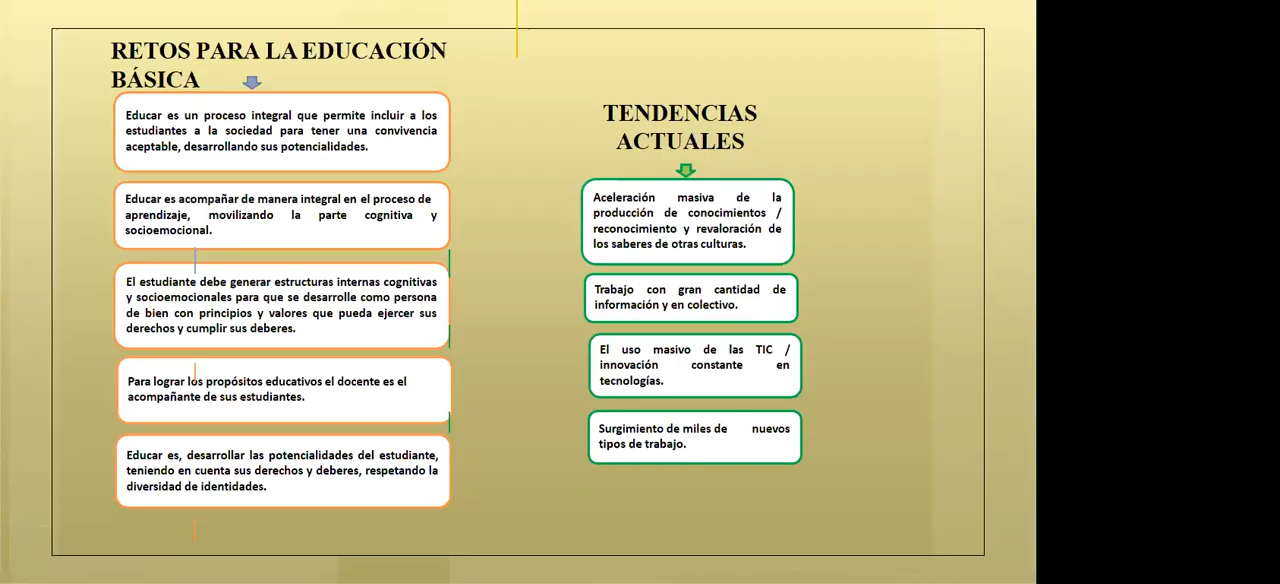 RETOS PARA LA EDUCACIÓN
BÁSICA
Educar es un proceso integral que permite incluir a los
estudiantes a la sociedad para tener una convivencia
aceptable, desarrollando sus potencialidades.
Educar es acompañar de manera integral en el proceso de
aprendizaje, movilizando la parte cognitiva y
socioemocional.
El estudiante debe generar estructuras internas cognitivas
y socioemocionales para que se desarrolle como persona
de bien con principios y valores que pueda ejercer sus
derechos y cumplir sus deberes.
Para lograr los propósitos educativos el docente es el
acompañante de sus estudiantes.
Educar es, desarrollar las potencialidades del estudiante,
teniendo en cuenta sus derechos y deberes, respetando la
diversidad de identidades.
TENDENCIAS
ACTUALES
Aceleración masiva de la
producción de conocimientos /
reconocimiento y revaloración de
los saberes de otras culturas.
Trabajo con gran cantidad de
información y en colectivo.
El uso masivo de las TIC /
innovación constante en
tecnologías.
Surgimiento de miles de nuevos
tipos de trabajo.